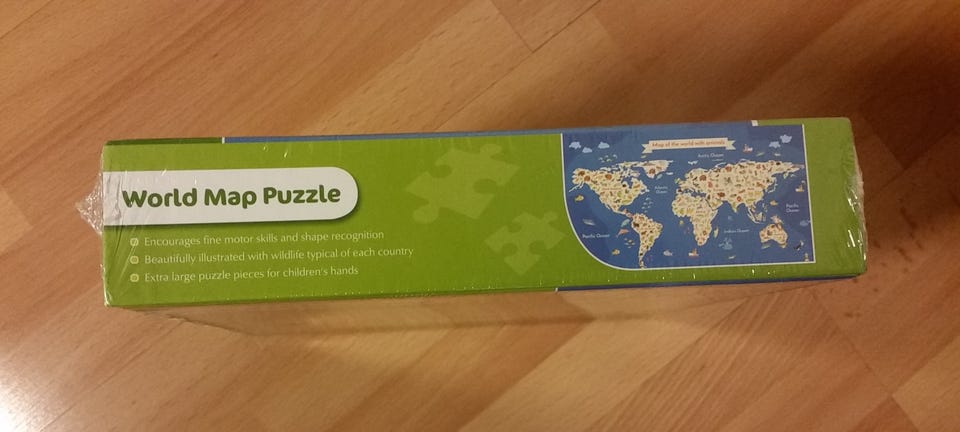 World Map Puzzle
Encourages fine motor skills and shape recognition
Beautifully illustrated with wildlife typical of each country
Extra large puzzle pieces for children's hands
Map of the world with animals
Arctic Ocean
Atlantic
Ocean
Pacific
Ocean
Pacific Ocean
Indian Ocean